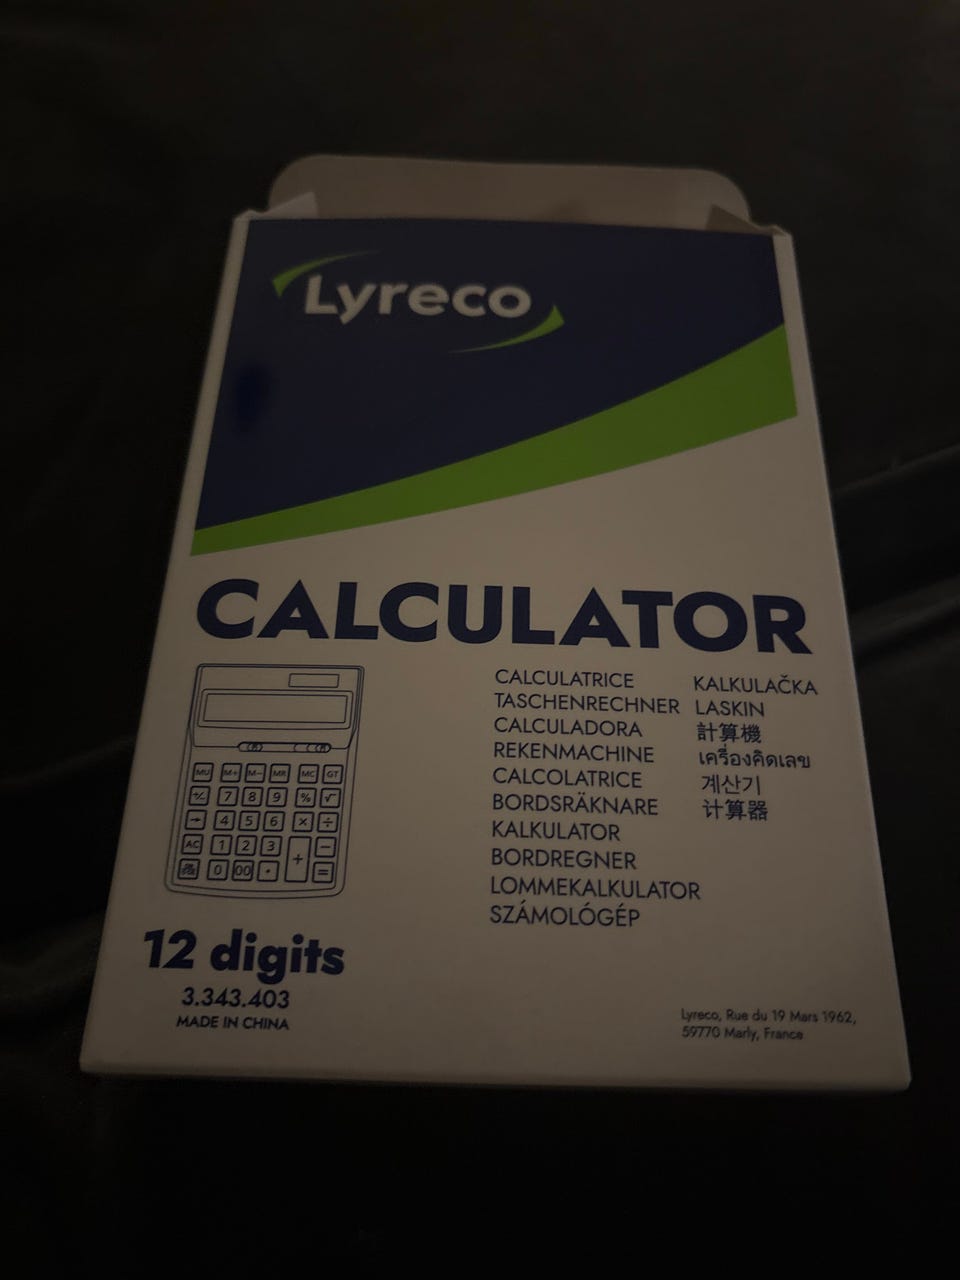 Lyreco
CALCULATOR
CALCULATRICE
TASCHENRECHNER
CALCULADORA
REKENMACHINE
CALCOLATRICE
BORDSRÄKNARE
KALKULATOR
BORDREGNER
LOMMEKALKULATOR
SZÁMOLÓGÉP
KALKULAČKA
LASKIN
計算機
เครื่องคิดเลข
계산기
计算器
MU M+ M− MR MC GT
+/− 7 8 9 % √
→ 4 5 6 × ÷
AC 1 2 3 + −
0 00 • =
12 digits
3.343.403
MADE IN CHINA
Lyreco, Rue du 19 Mars 1962,
59770 Marly, France